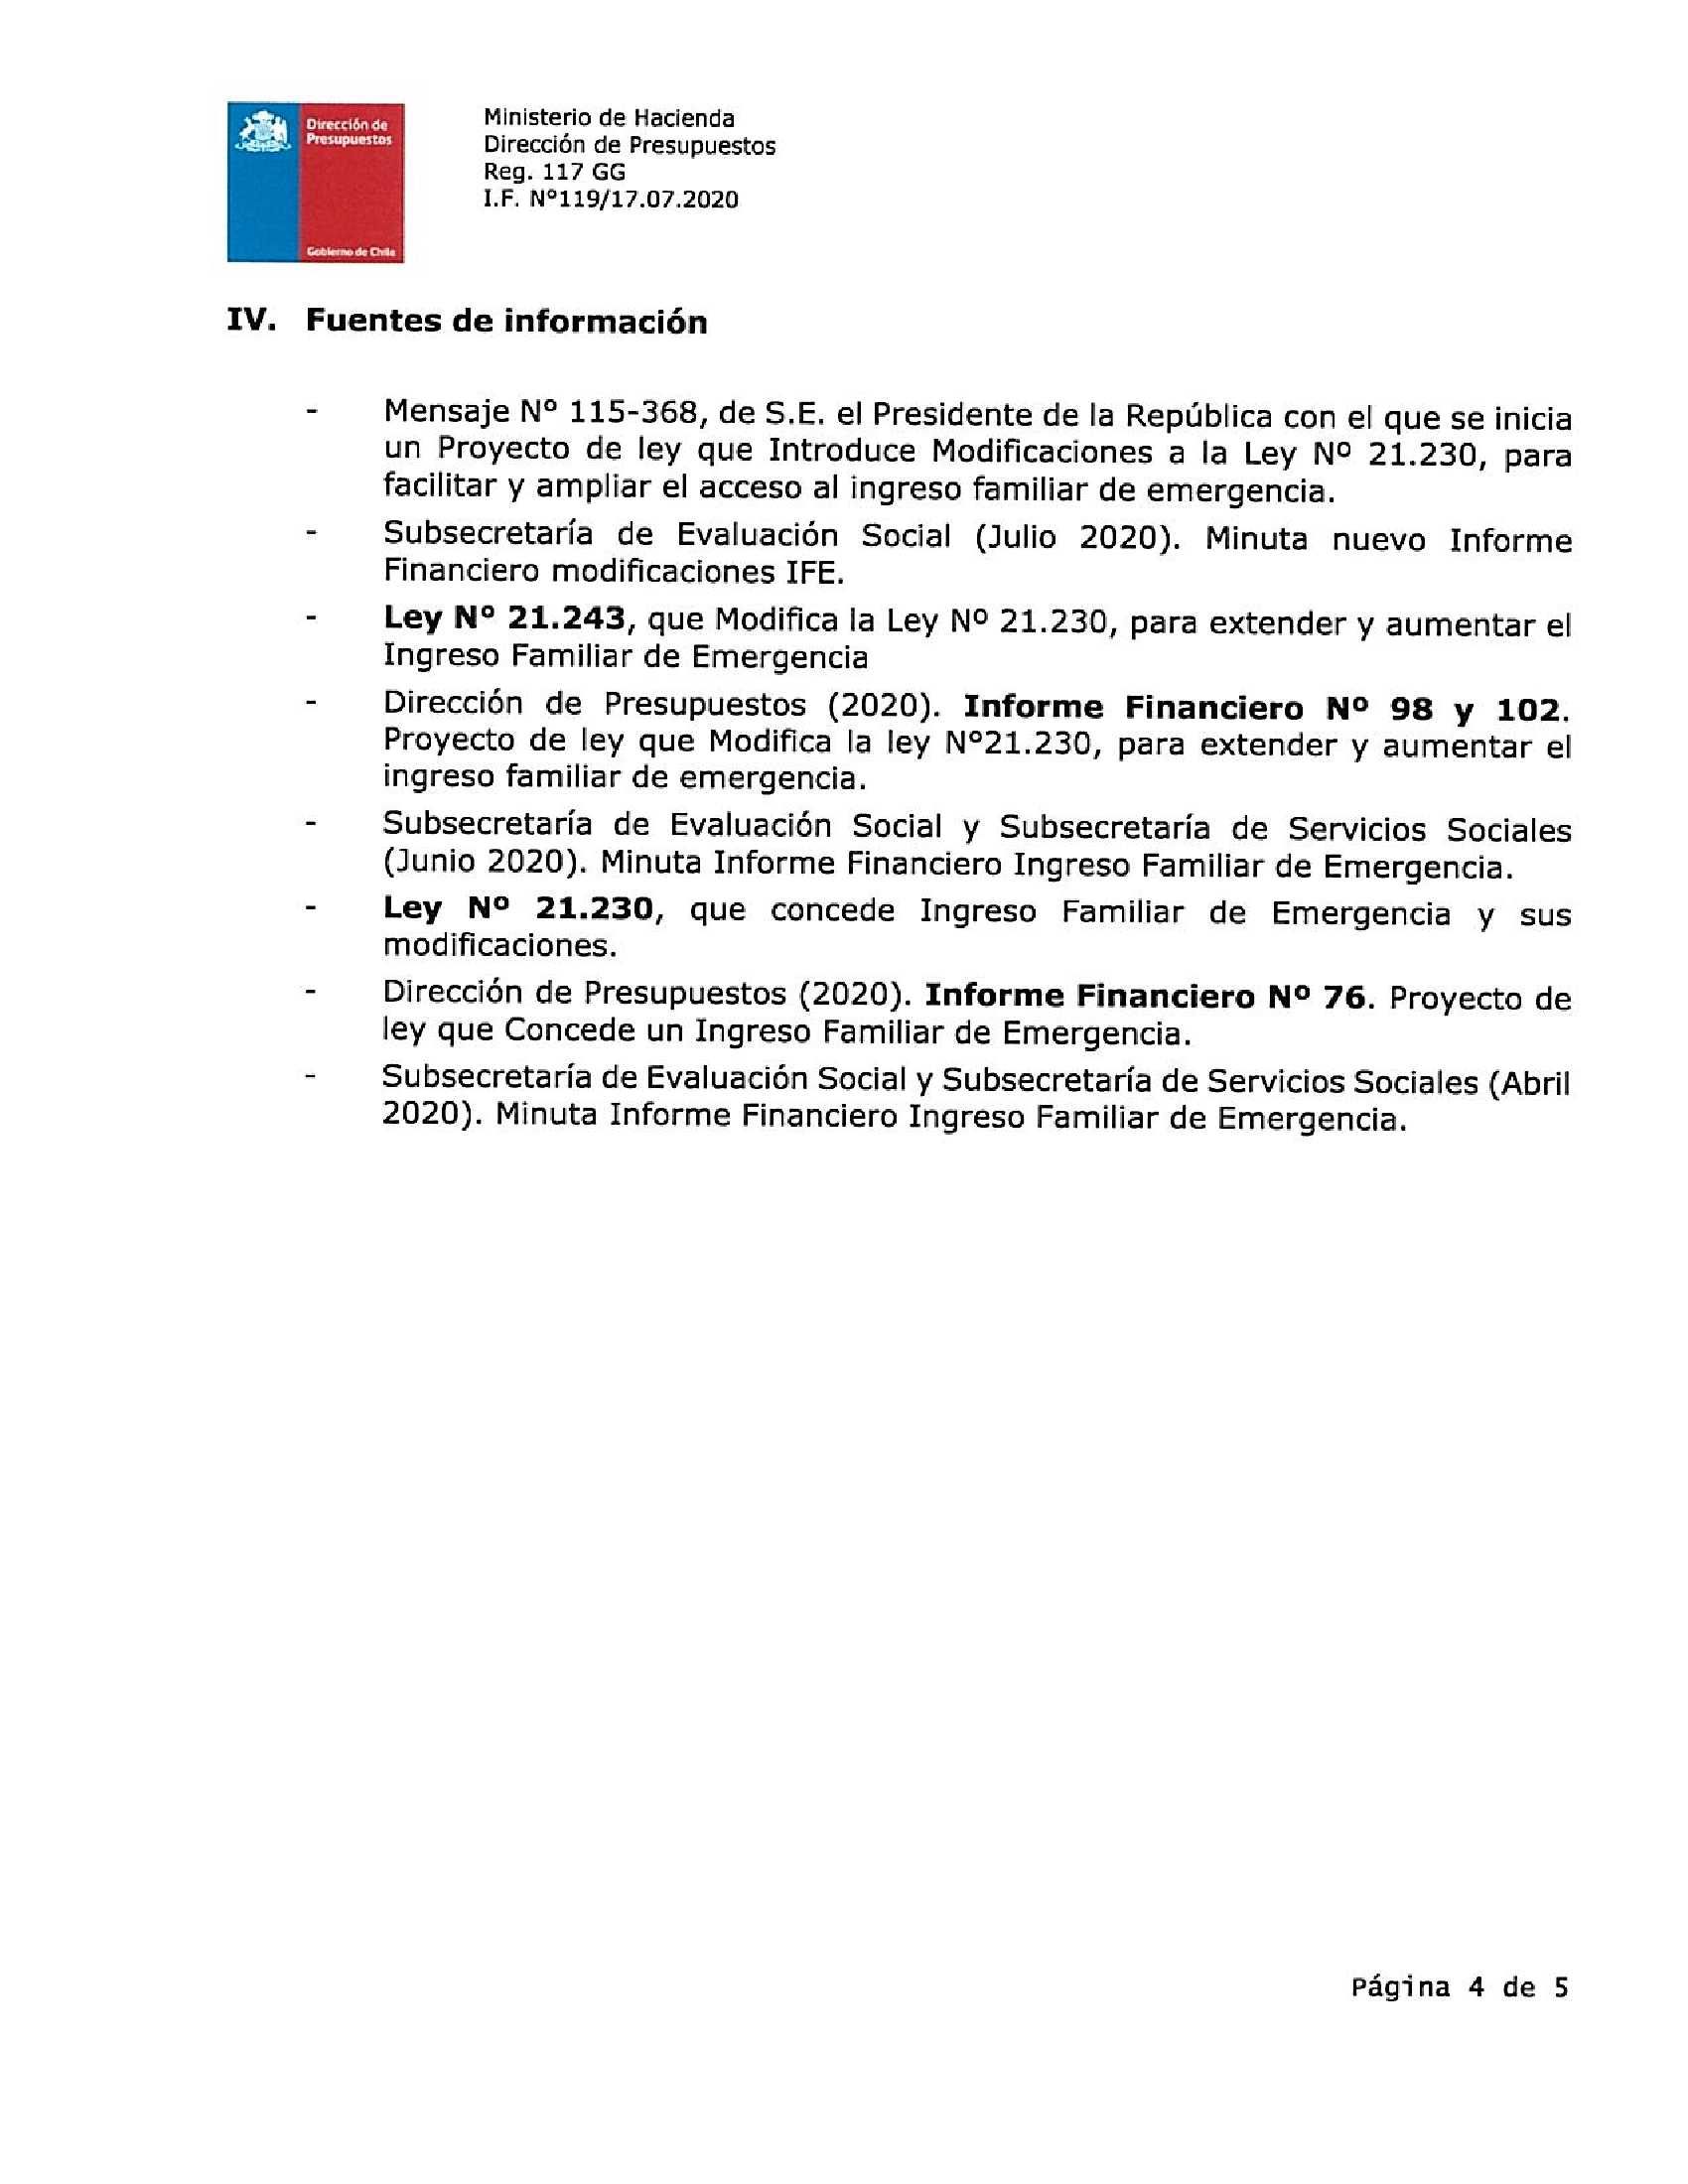 Dirección de
Presupuestos
Gobierno de Chile
Ministerio de Hacienda
Dirección de Presupuestos
Reg. 117 GG
I.F. Nº119/17.07.2020
IV. Fuentes de información
- Mensaje Nº 115-368, de S.E. el Presidente de la República con el que se inicia
un Proyecto de ley que Introduce Modificaciones a la Ley Nº 21.230, para
facilitar y ampliar el acceso al ingreso familiar de emergencia.
- Subsecretaría de Evaluación Social (Julio 2020). Minuta nuevo Informe
Financiero modificaciones IFE.
- Ley Nº 21.243, que Modifica la Ley Nº 21.230, para extender y aumentar el
Ingreso Familiar de Emergencia
- Dirección de Presupuestos (2020). Informe Financiero Nº 98 y 102.
Proyecto de ley que Modifica la ley Nº21.230, para extender y aumentar el
ingreso familiar de emergencia.
- Subsecretaría de Evaluación Social y Subsecretaría de Servicios Sociales
(Junio 2020). Minuta Informe Financiero Ingreso Familiar de Emergencia.
- Ley Nº 21.230, que concede Ingreso Familiar de Emergencia y sus
modificaciones.
- Dirección de Presupuestos (2020). Informe Financiero Nº 76. Proyecto de
ley que Concede un Ingreso Familiar de Emergencia.
- Subsecretaría de Evaluación Social y Subsecretaría de Servicios Sociales (Abril
2020). Minuta Informe Financiero Ingreso Familiar de Emergencia.
Página 4 de 5